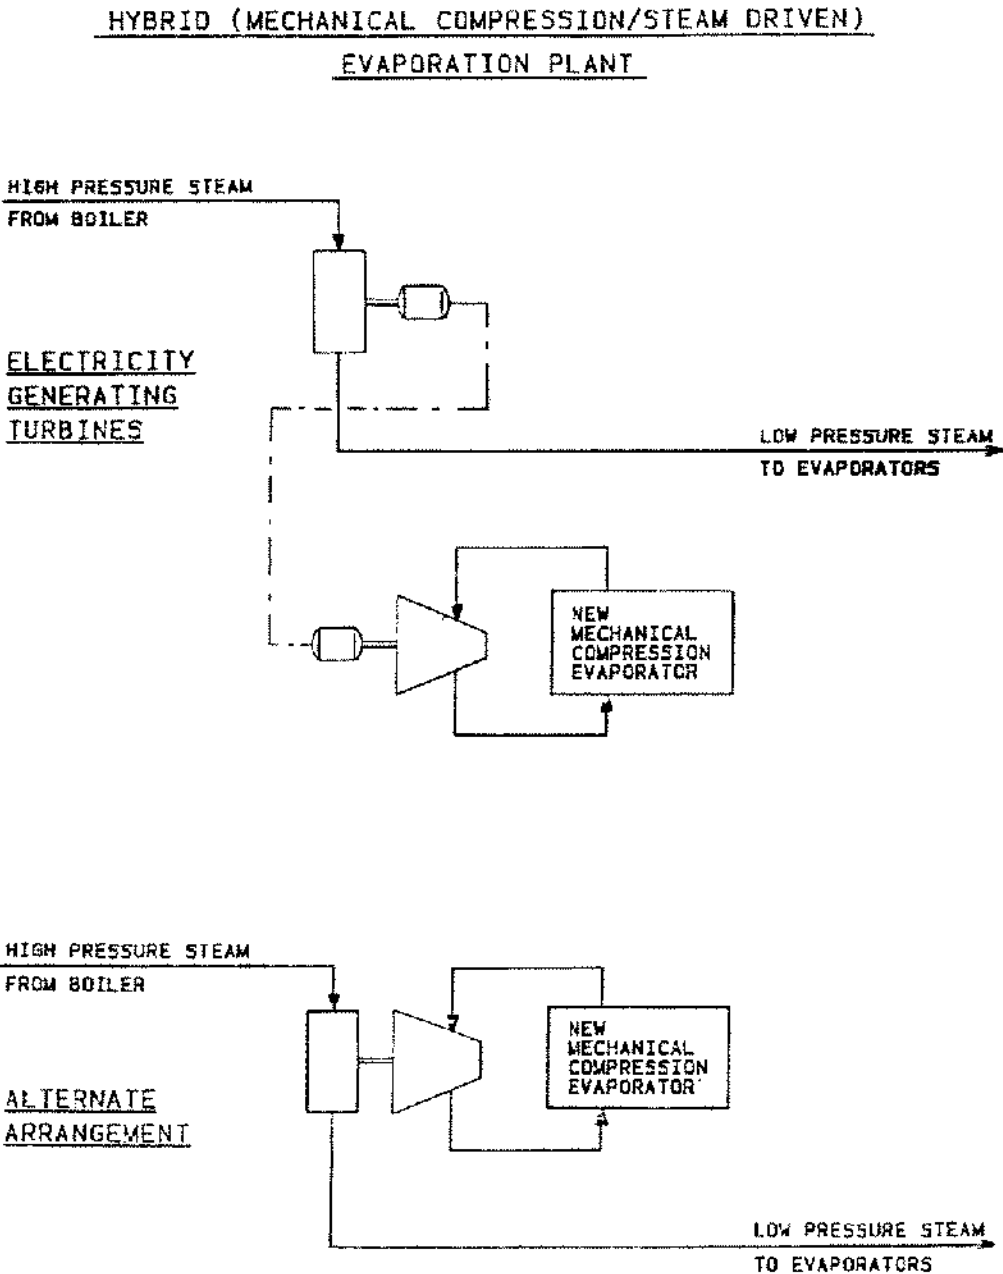 HYBRID (MECHANICAL COMPRESSION/STEAM DRIVEN)
EVAPORATION PLANT
HIGH PRESSURE STEAM
FROM BOILER
ELECTRICITY
GENERATING
TURBINES
LOW PRESSURE STEAM
TO EVAPORATORS
NEW
MECHANICAL
COMPRESSION
EVAPORATOR
HIGH PRESSURE STEAM
FROM BOILER
NEW
MECHANICAL
COMPRESSION
EVAPORATOR
ALTERNATE
ARRANGEMENT
LOW PRESSURE STEAM
TO EVAPORATORS